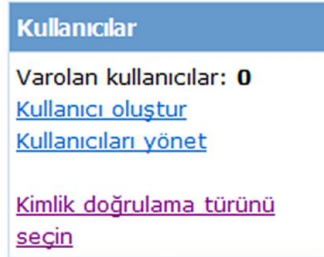 Kullanıcılar
Varolan kullanıcılar: 0
Kullanıcı oluştur
Kullanıcıları yönet
Kimlik doğrulama türünü
seçin